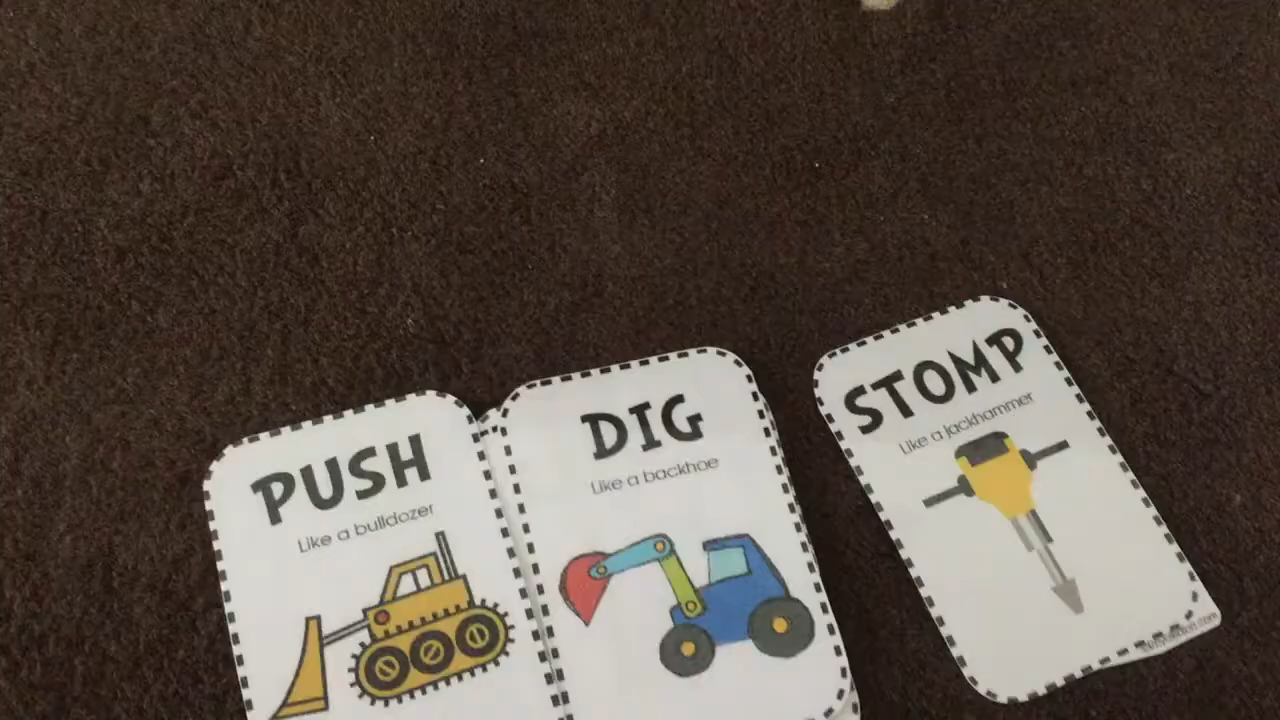 PUSH
Like a bulldozer
DIG
Like a backhoe
STOMP
Like a jackhammer